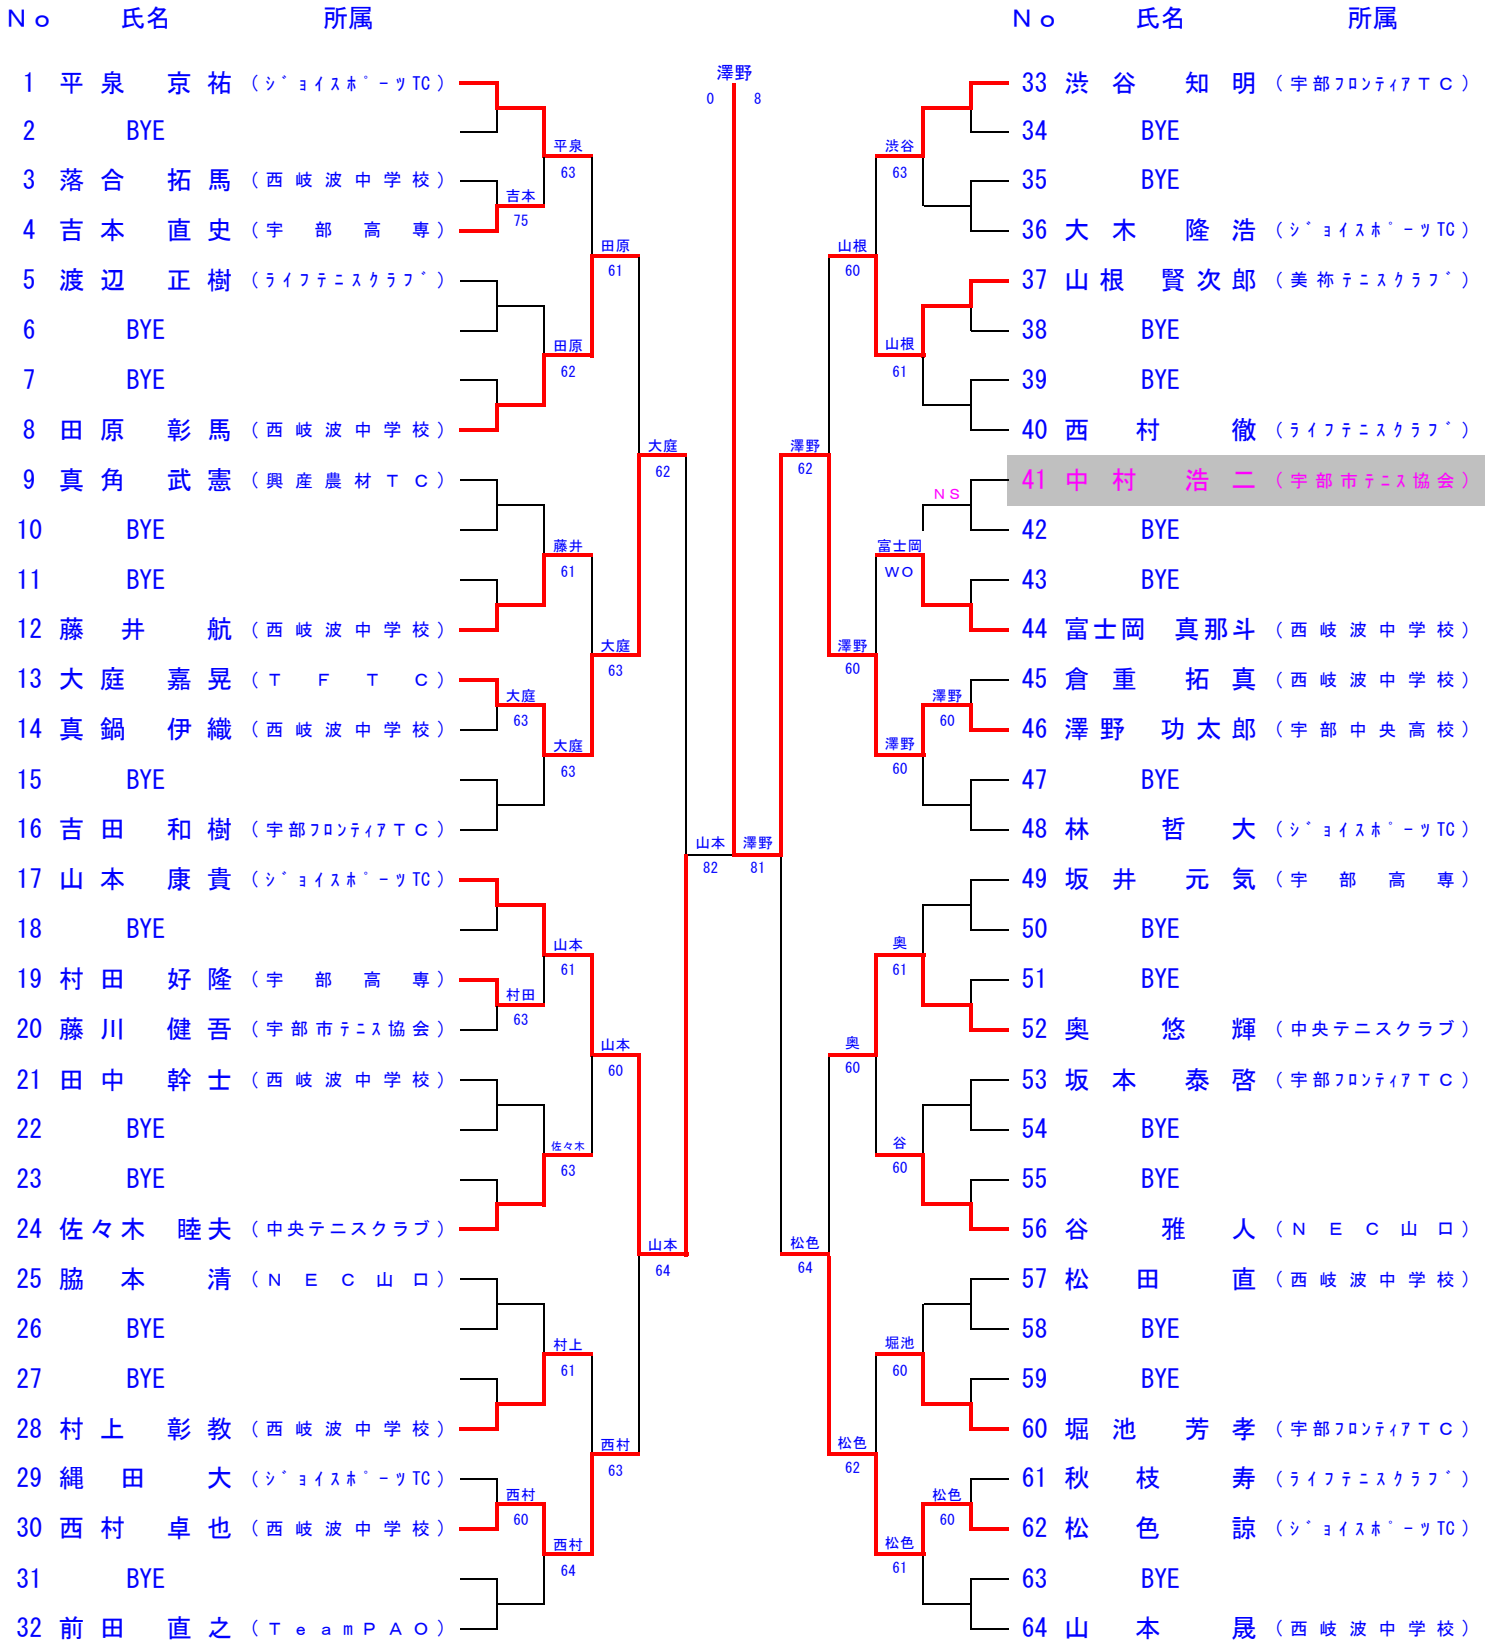 No 氏名 所属
1 平泉 京祐 (ｼﾞｮｲｽﾎﾟｰﾂTC)
2 BYE
3 落合 拓馬 (西岐波中学校)
4 吉本 直史 (宇部高専)
5 渡辺 正樹 (ﾗｲﾌﾃﾆｽｸﾗﾌﾞ)
6 BYE
7 BYE
8 田原 彰馬 (西岐波中学校)
9 真角 武憲 (興産農材TC)
10 BYE
11 BYE
12 藤井 航 (西岐波中学校)
13 大庭 嘉晃 (TFTC)
14 真鍋 伊織 (西岐波中学校)
15 BYE
16 吉田 和樹 (宇部ﾌﾛﾝﾃｨｱTC)
17 山本 康貴 (ｼﾞｮｲｽﾎﾟｰﾂTC)
18 BYE
19 村田 好隆 (宇部高専)
20 藤川 健吾 (宇部市ﾃﾆｽ協会)
21 田中 幹士 (西岐波中学校)
22 BYE
23 BYE
24 佐々木 睦夫 (中央テニスクラブ)
25 脇本 清 (NEC山口)
26 BYE
27 BYE
28 村上 彰教 (西岐波中学校)
29 縄田 大 (ｼﾞｮｲｽﾎﾟｰﾂTC)
30 西村 卓也 (西岐波中学校)
31 BYE
32 前田 直之 (TeamPAO)
吉本
75
大庭
63
村田
63
西村
60
平泉
63
田原
62
藤井
61
大庭
63
山本
61
佐々木
63
村上
61
西村
64
田原
61
大庭
63
山本
60
西村
63
大庭
62
山本
64
山本
82
澤野
0 8
澤野
81
澤野
62
松色
64
山根
60
澤野
60
奥
60
松色
62
渋谷
63
山根
61
富士岡
WO
澤野
60
奥
61
谷
60
堀池
60
松色
61
NS
澤野
60
松色
60
No 氏名 所属
33 渋谷 知明 (宇部ﾌﾛﾝﾃｨｱTC)
34 BYE
35 BYE
36 大木 隆浩 (ｼﾞｮｲｽﾎﾟｰﾂTC)
37 山根 賢次郎 (美祢ﾃﾆｽｸﾗﾌﾞ)
38 BYE
39 BYE
40 西村 徹 (ﾗｲﾌﾃﾆｽｸﾗﾌﾞ)
41 中村 浩二 (宇部市ﾃﾆｽ協会)
42 BYE
43 BYE
44 富士岡 真那斗 (西岐波中学校)
45 倉重 拓真 (西岐波中学校)
46 澤野 功太郎 (宇部中央高校)
47 BYE
48 林 哲大 (ｼﾞｮｲｽﾎﾟｰﾂTC)
49 坂井 元気 (宇部高専)
50 BYE
51 BYE
52 奥 悠輝 (中央テニスクラブ)
53 坂本 泰啓 (宇部ﾌﾛﾝﾃｨｱTC)
54 BYE
55 BYE
56 谷 雅人 (NEC山口)
57 松田 直 (西岐波中学校)
58 BYE
59 BYE
60 堀池 芳孝 (宇部ﾌﾛﾝﾃｨｱTC)
61 秋枝 寿 (ﾗｲﾌﾃﾆｽｸﾗﾌﾞ)
62 松色 諒 (ｼﾞｮｲｽﾎﾟｰﾂTC)
63 BYE
64 山本 晟 (西岐波中学校)